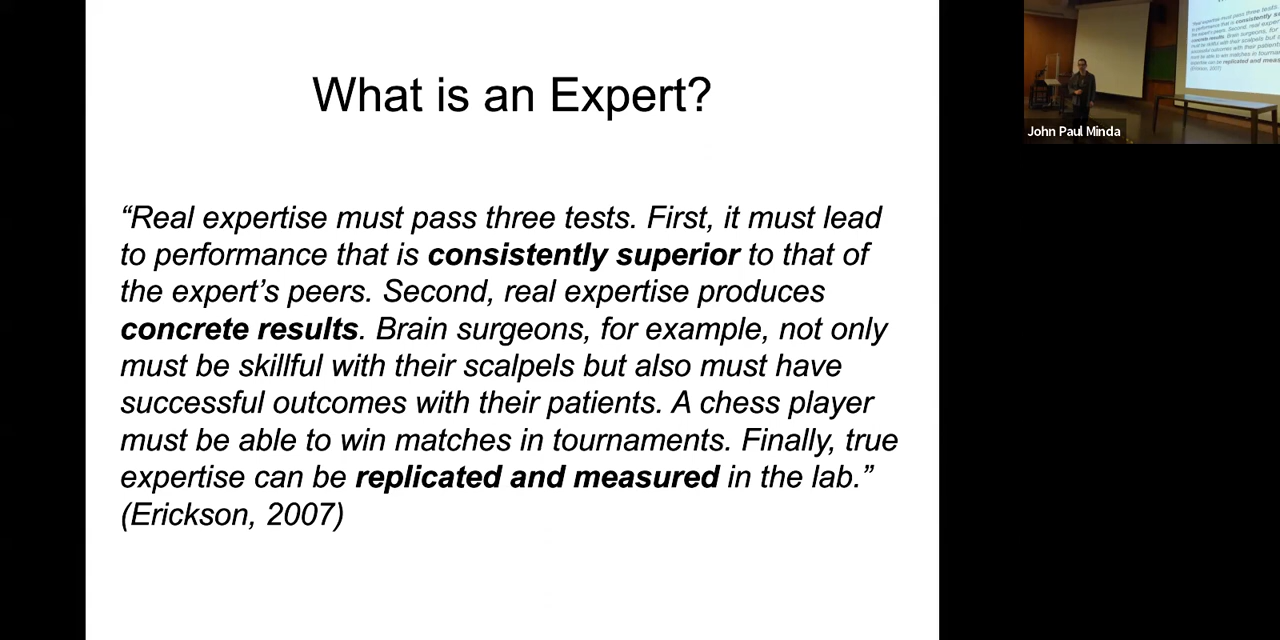 What is an Expert?
“Real expertise must pass three tests. First, it must lead
to performance that is consistently superior to that of
the expert’s peers. Second, real expertise produces
concrete results. Brain surgeons, for example, not only
must be skillful with their scalpels but also must have
successful outcomes with their patients. A chess player
must be able to win matches in tournaments. Finally, true
expertise can be replicated and measured in the lab.”
(Erickson, 2007)
John Paul Minda